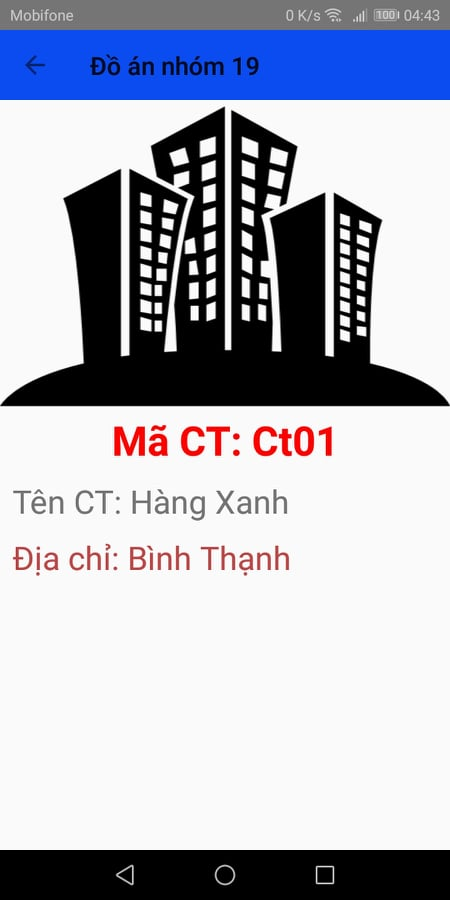 Mobifone 0 K/s 100 04:43
Đồ án nhóm 19
Mã CT: Ct01
Tên CT: Hàng Xanh
Địa chỉ: Bình Thạnh